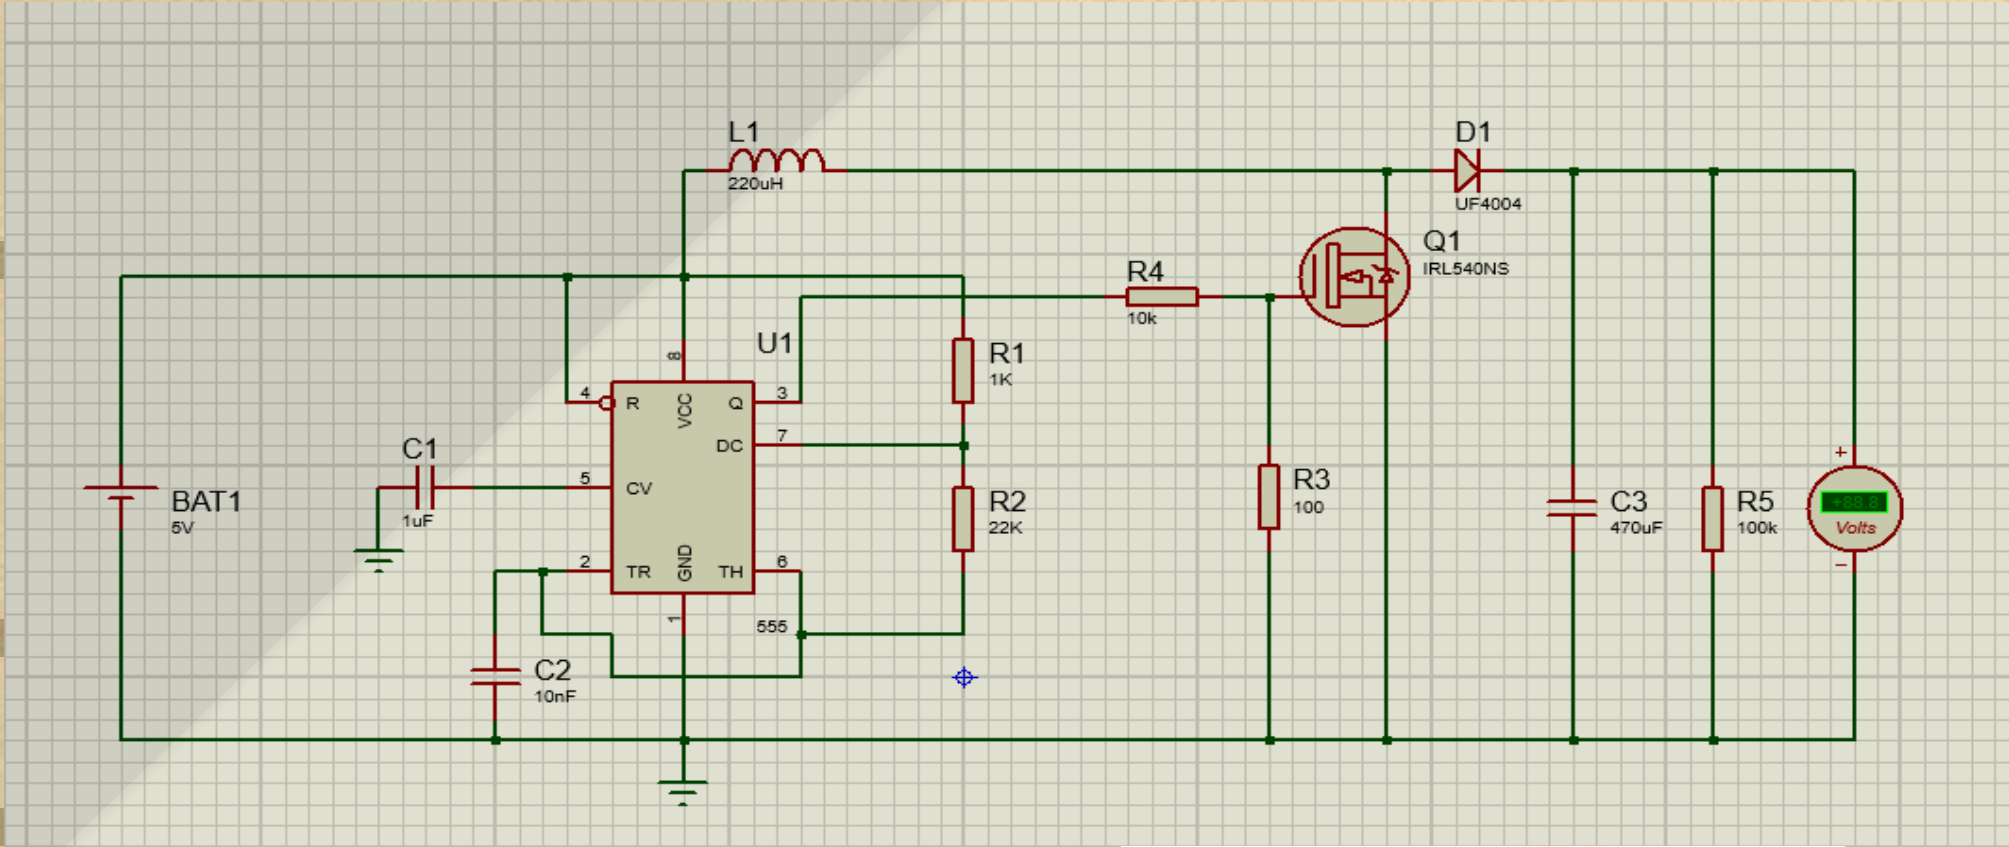 L1
220uH
D1
UF4004
Q1
IRL540NS
R4
10k
U1
8
R1
1K
4
R
VCC
Q
3
DC
7
C1
1uF
5
CV
BAT1
5V
R2
22K
R3
100
C3
470uF
R5
100k
+
+88.8
Volts
−
2
TR
GND
TH
6
1
555
C2
10nF